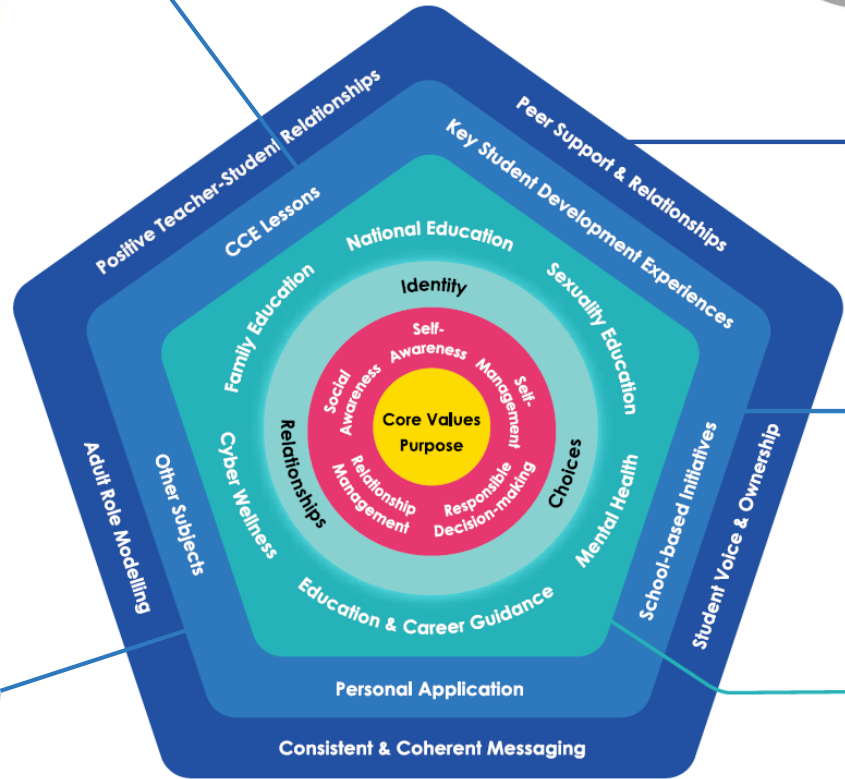 Positive Teacher-Student Relationships
Peer Support & Relationships
CCE Lessons
Key Student Development Experiences
National Education
Family Education
Sexuality Education
Identity
Self-
Awareness
Social
Awareness
Self-
Management
Core Values
Purpose
Relationships
Choices
Relationship
Management
Responsible
Decision-making
Cyber Wellness
Mental Health
Education & Career Guidance
Other Subjects
School-based Initiatives
Adult Role Modelling
Student Voice & Ownership
Personal Application
Consistent & Coherent Messaging